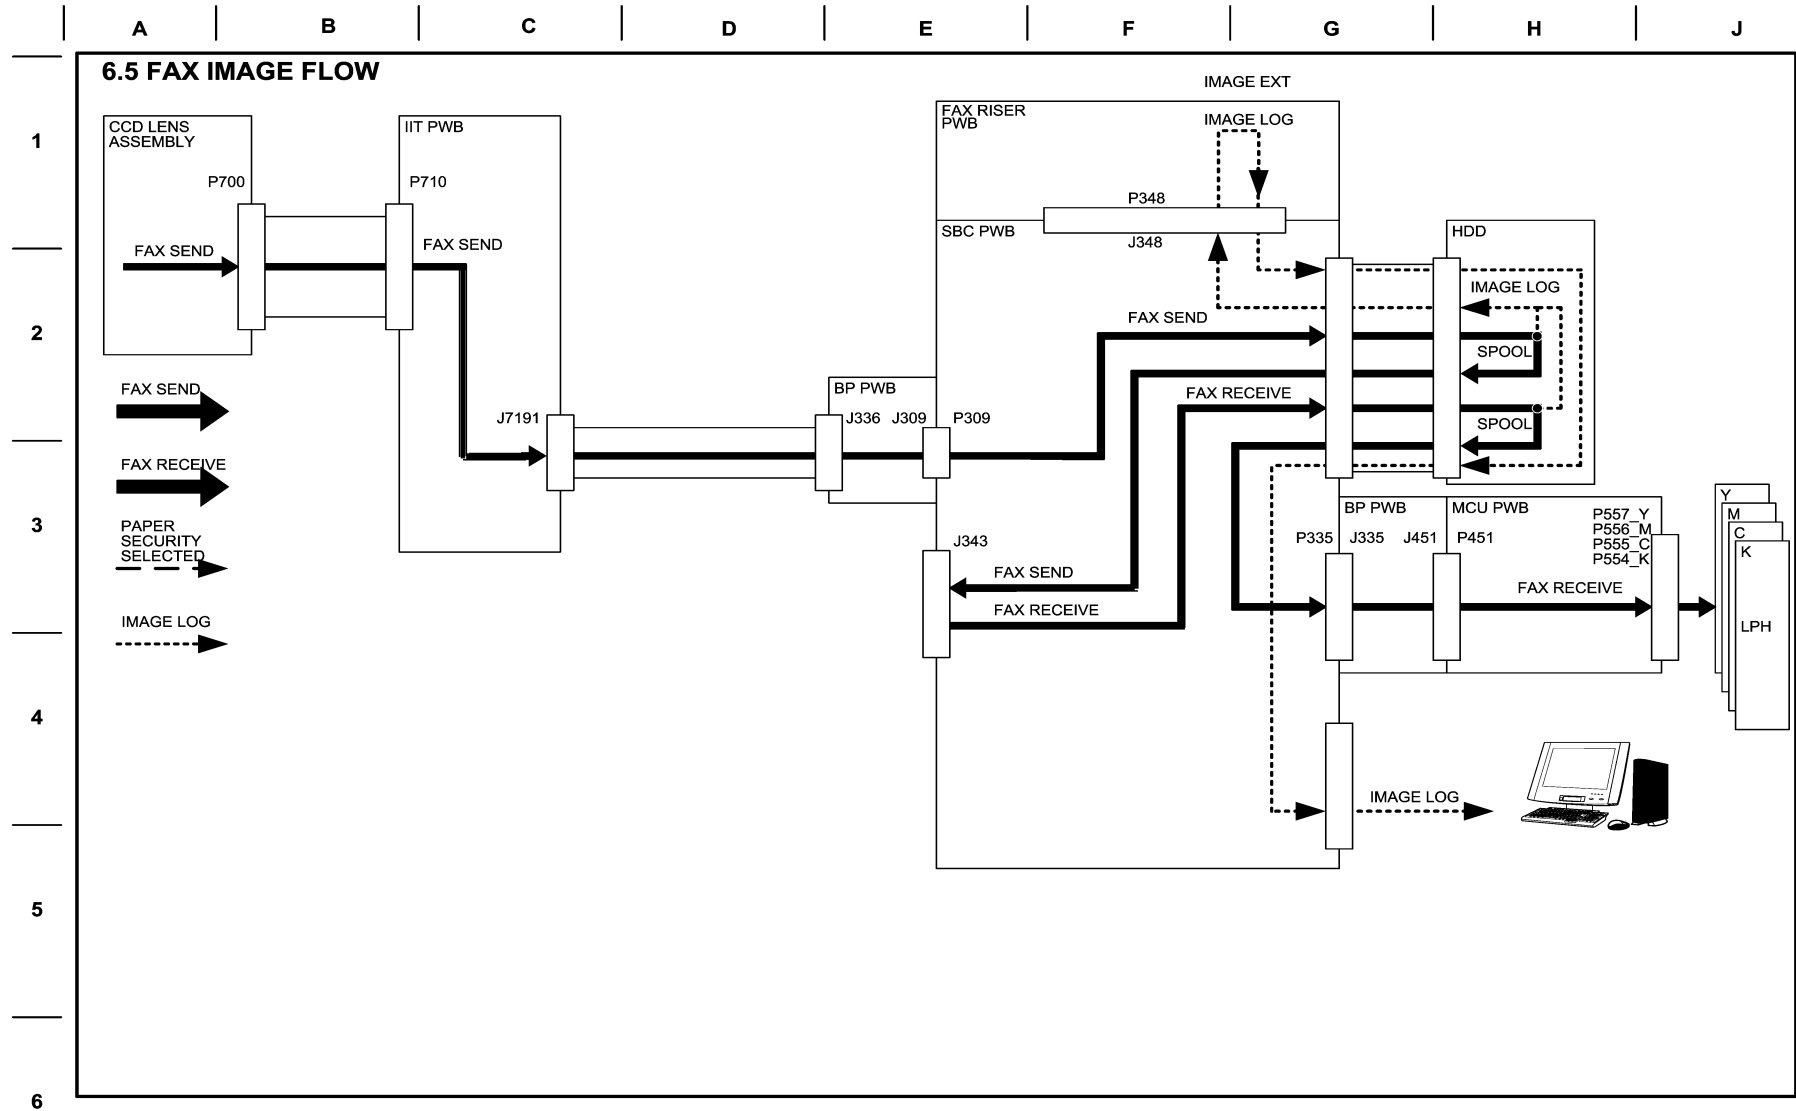 A B C D E F G H J
6.5 FAX IMAGE FLOW
IMAGE EXT
1
CCD LENS
ASSEMBLY
IIT PWB
FAX RISER
PWB
IMAGE LOG
P700
P710
P348
SBC PWB
J348
HDD
FAX SEND
FAX SEND
2
IMAGE LOG
FAX SEND
SPOOL
BP PWB
FAX SEND
FAX RECEIVE
J7191
J336
J309
P309
SPOOL
FAX RECEIVE
3
Y
M
C
K
LPH
BP PWB
MCU PWB
P557_Y
P556_M
P555_C
P554_K
PAPER
SECURITY
SELECTED
J343
P335
J335
J451
P451
FAX SEND
FAX RECEIVE
FAX RECEIVE
IMAGE LOG
4
IMAGE LOG
5
6